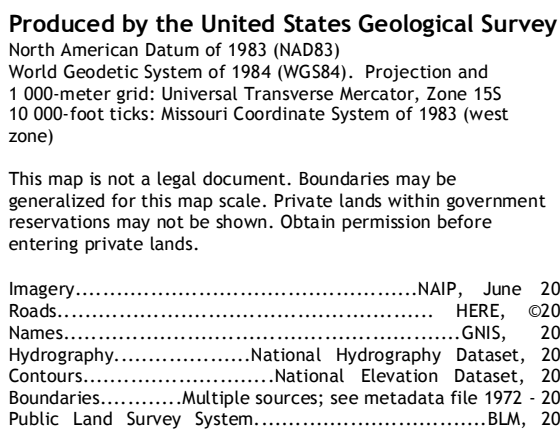 Produced by the United States Geological Survey
North American Datum of 1983 (NAD83)
World Geodetic System of 1984 (WGS84). Projection and
1 000-meter grid: Universal Transverse Mercator, Zone 15S
10 000-foot ticks: Missouri Coordinate System of 1983 (west
zone)
This map is not a legal document. Boundaries may be
generalized for this map scale. Private lands within government
reservations may not be shown. Obtain permission before
entering private lands.
Imagery.................................................NAIP, June 20
Roads...................................................... HERE, ©20
Names.........................................................GNIS, 20
Hydrography....................National Hydrography Dataset, 20
Contours............................National Elevation Dataset, 20
Boundaries............Multiple sources; see metadata file 1972 - 20
Public Land Survey System..................................BLM, 20